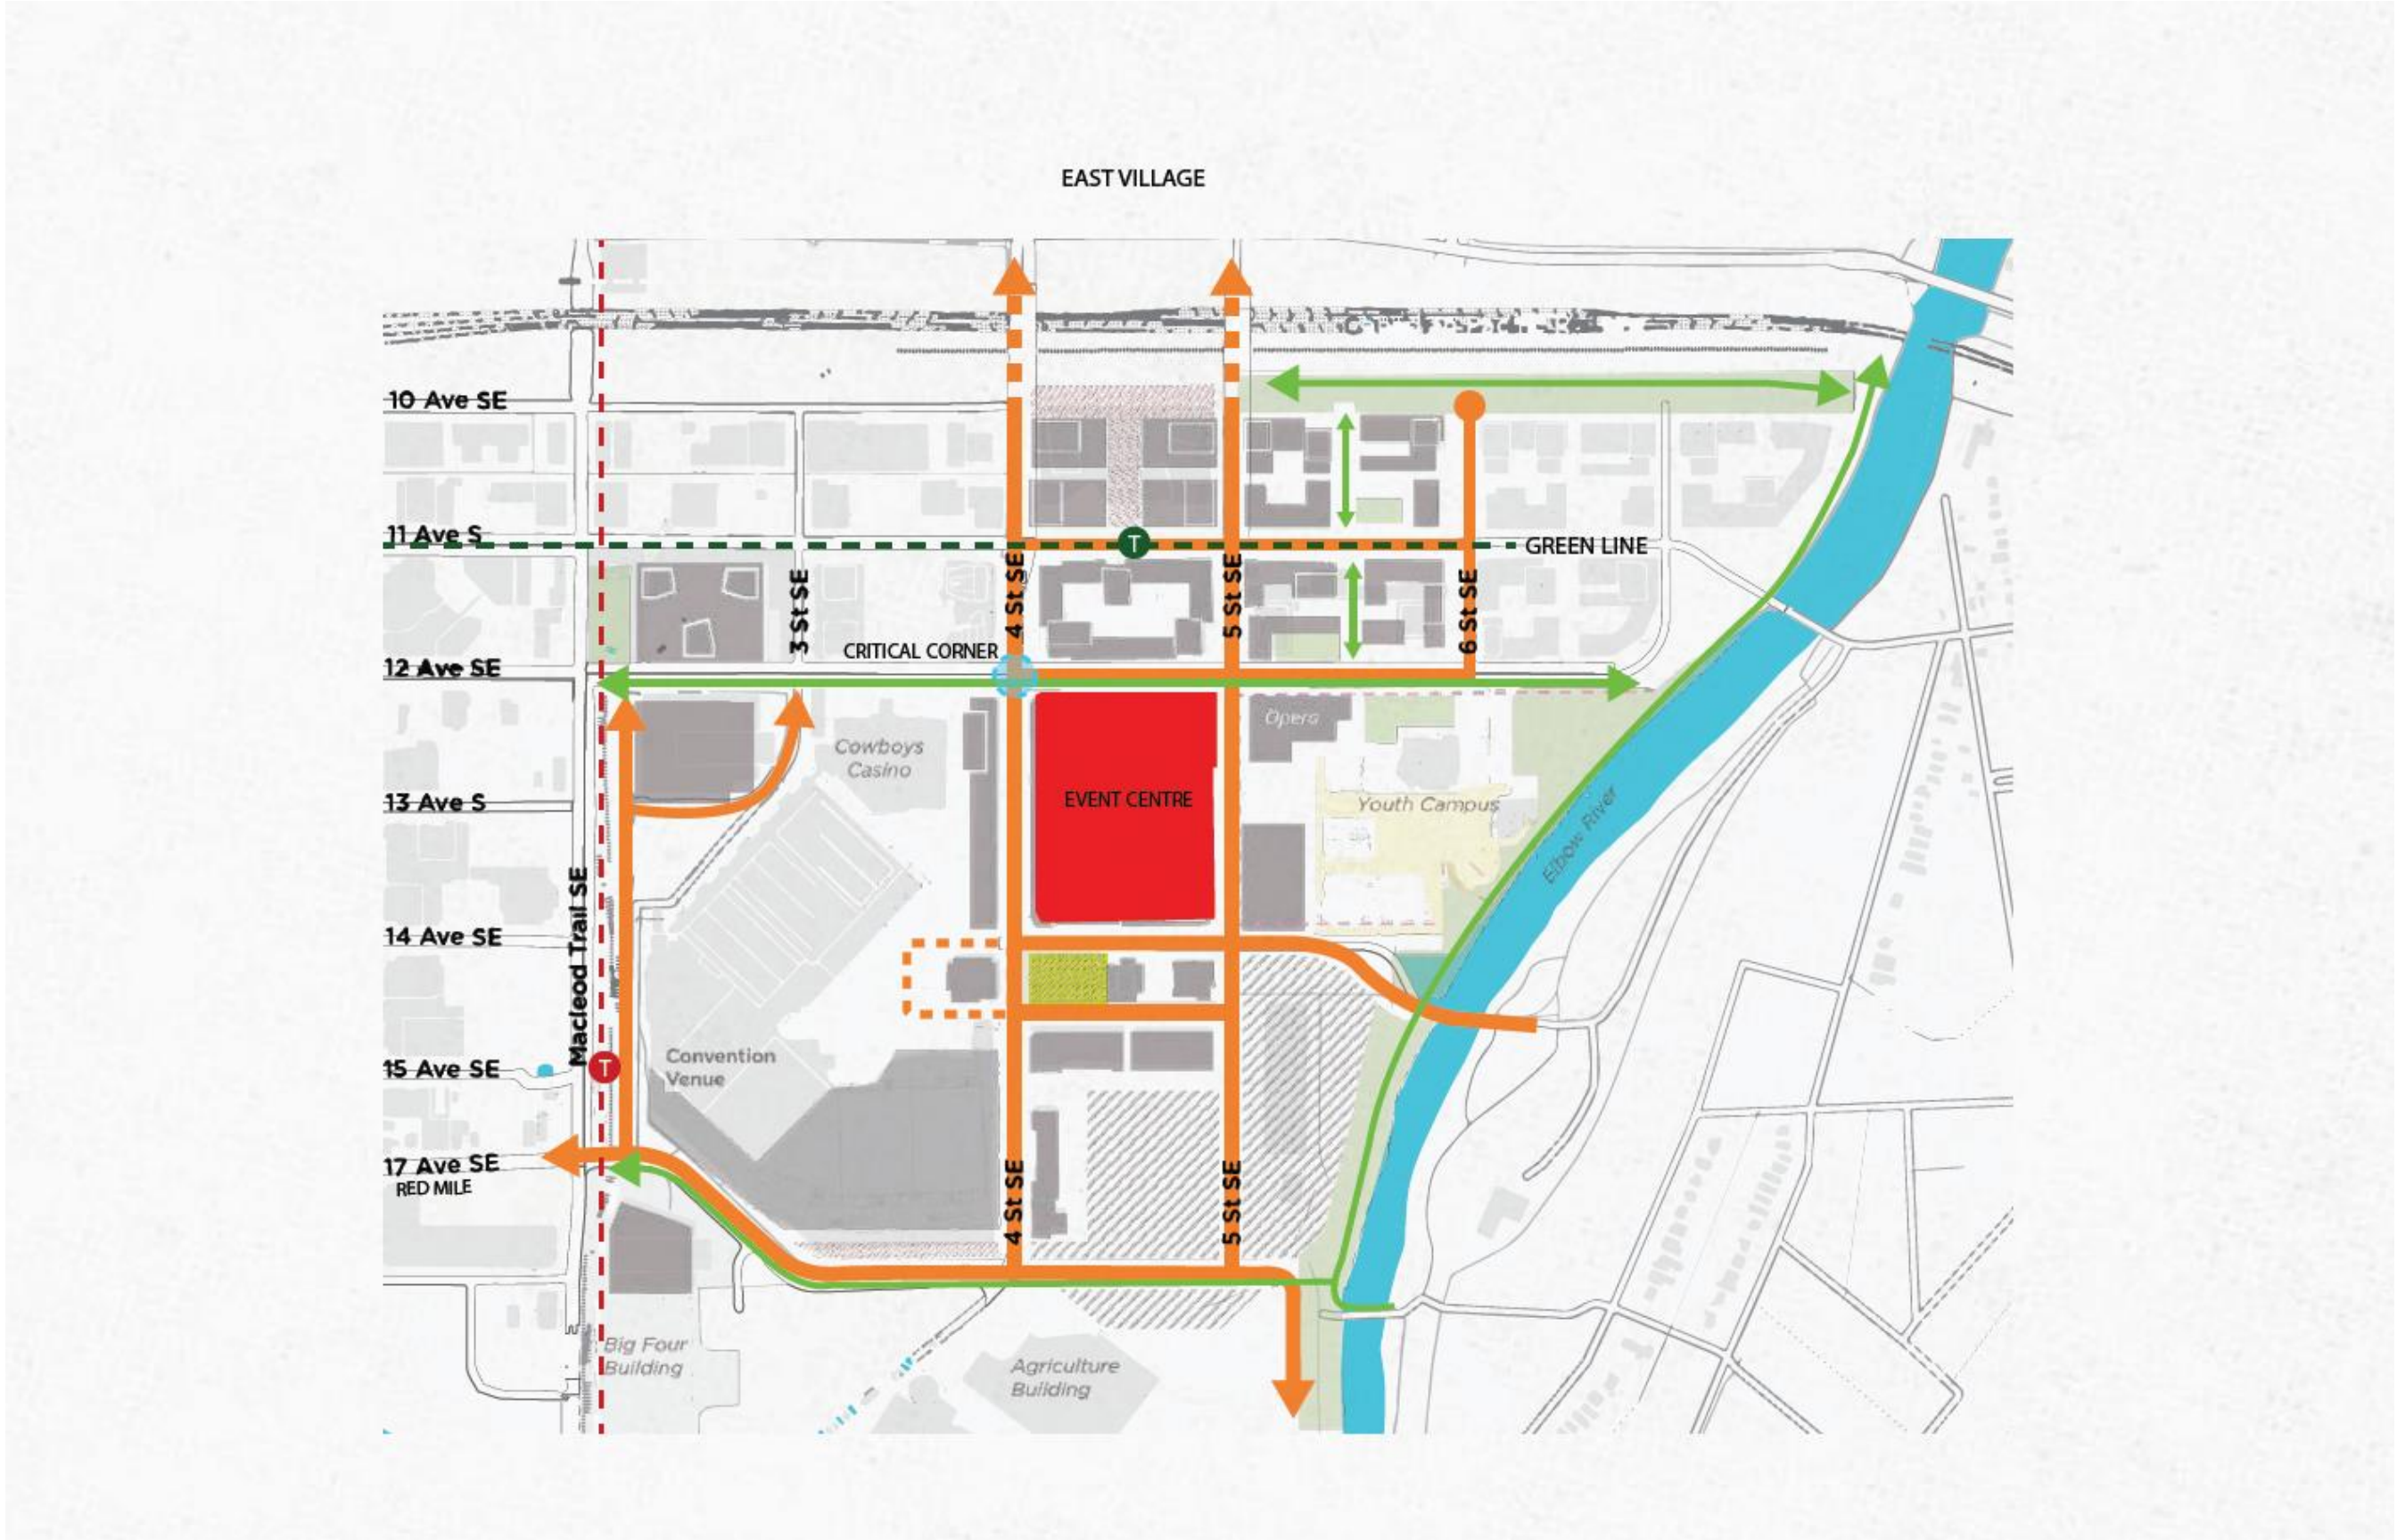 EAST VILLAGE
10 Ave SE
11 Ave S
T
GREEN LINE
4 St SE
5 St SE
6 St SE
3 St SE
CRITICAL CORNER
12 Ave SE
Opera
Cowboys
Casino
13 Ave S
EVENT CENTRE
Youth Campus
Elbow River
Macleod Trail SE
14 Ave SE
Convention
Venue
15 Ave SE
T
17 Ave SE
RED MILE
4 St SE
5 St SE
Big Four
Building
Agriculture
Building